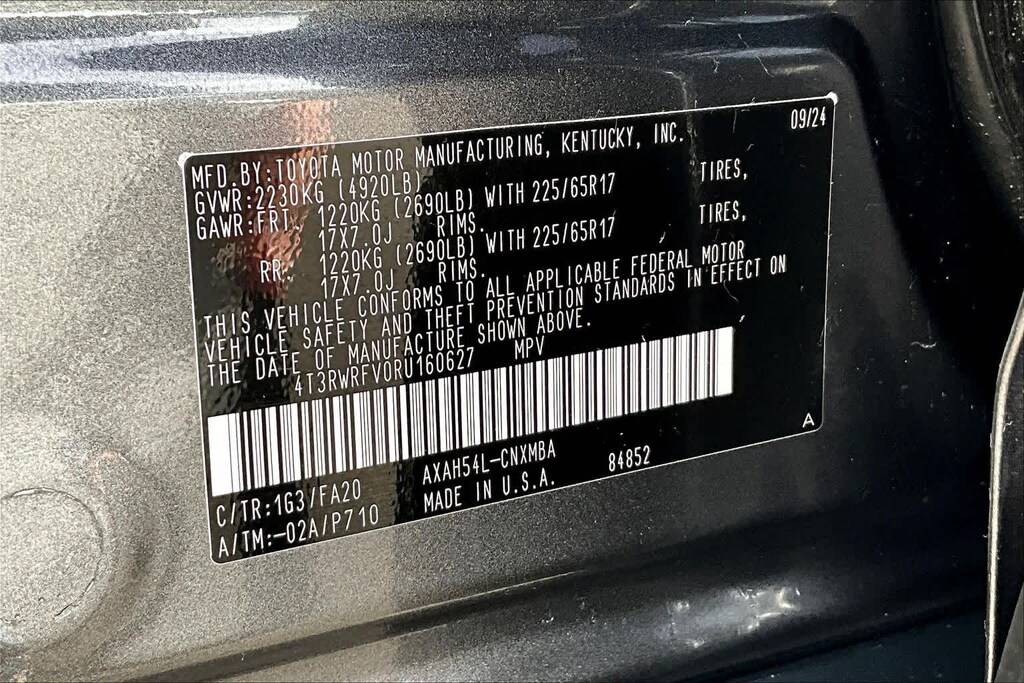 09/24
MFD.BY:TOYOTA MOTOR MANUFACTURING, KENTUCKY, INC.
GVWR:2230KG (4920LB)
GAWR:FRT. 1220KG (2690LB) WITH 225/65R17 TIRES,
17X7.0J RIMS.
RR. 1220KG (2690LB) WITH 225/65R17 TIRES,
17X7.0J RIMS.
THIS VEHICLE CONFORMS TO ALL APPLICABLE FEDERAL MOTOR
VEHICLE SAFETY AND THEFT PREVENTION STANDARDS IN EFFECT ON
THE DATE OF MANUFACTURE SHOWN ABOVE.
4T3RWRFV0RU160627 MPV
A
AXAH54L-CNXMBA 84852
C/TR:1G3/FA20 MADE IN U.S.A.
A/TM:-02A/P710